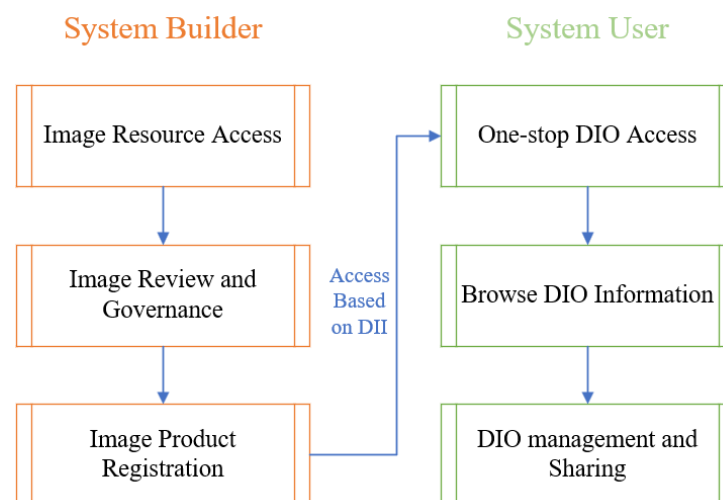 System Builder
Image Resource Access
Image Review and
Governance
Image Product
Registration
Access
Based
on DII
System User
One-stop DIO Access
Browse DIO Information
DIO management and
Sharing